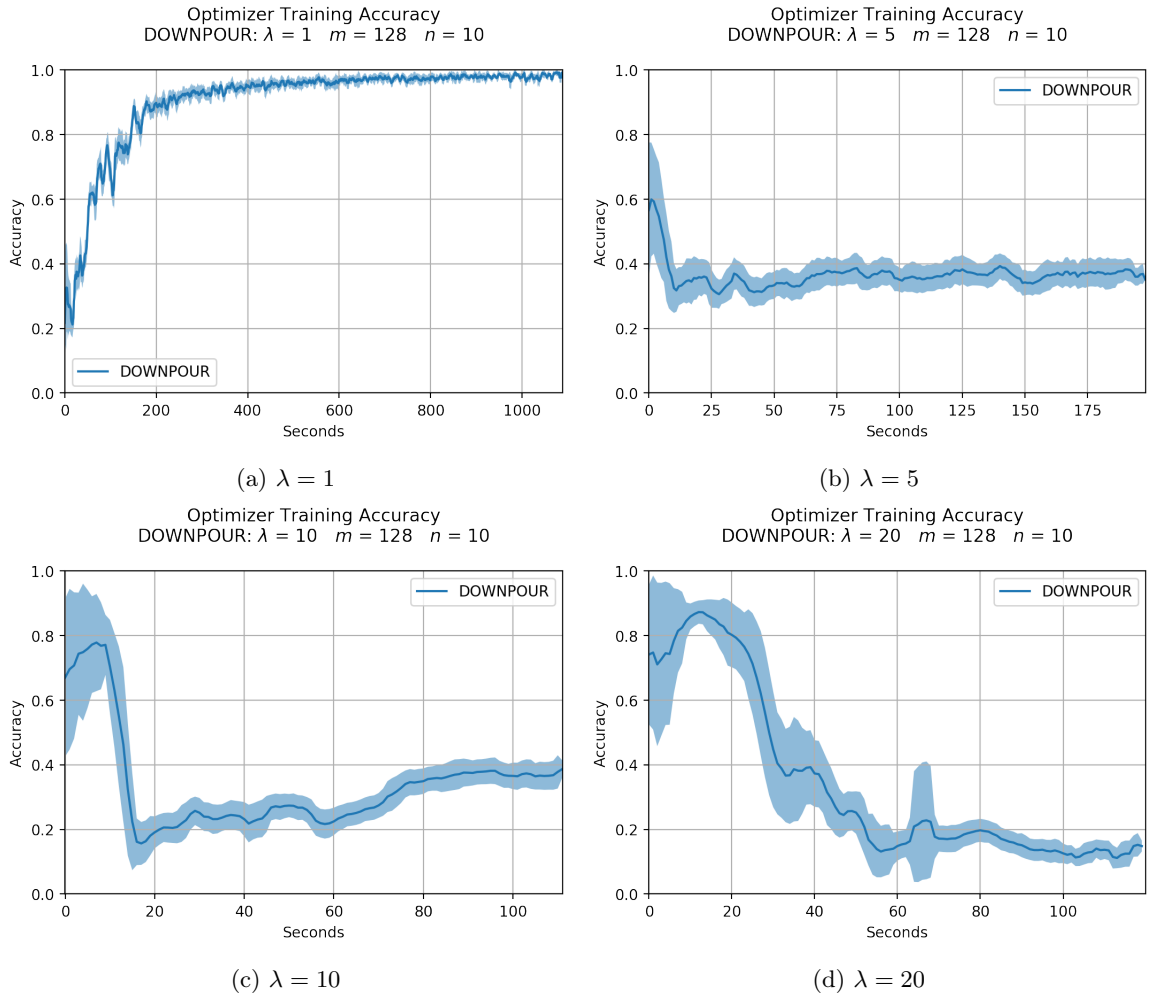 Optimizer Training Accuracy
DOWNPOUR: λ = 1 m = 128 n = 10
1.0
0.8
0.6
0.4
0.2
0.0
Accuracy
DOWNPOUR
0 200 400 600 800 1000
Seconds
(a) λ = 1
Optimizer Training Accuracy
DOWNPOUR: λ = 5 m = 128 n = 10
1.0
0.8
0.6
0.4
0.2
0.0
Accuracy
DOWNPOUR
0 25 50 75 100 125 150 175
Seconds
(b) λ = 5
Optimizer Training Accuracy
DOWNPOUR: λ = 10 m = 128 n = 10
1.0
0.8
0.6
0.4
0.2
0.0
Accuracy
DOWNPOUR
0 20 40 60 80 100
Seconds
(c) λ = 10
Optimizer Training Accuracy
DOWNPOUR: λ = 20 m = 128 n = 10
1.0
0.8
0.6
0.4
0.2
0.0
Accuracy
DOWNPOUR
0 20 40 60 80 100
Seconds
(d) λ = 20